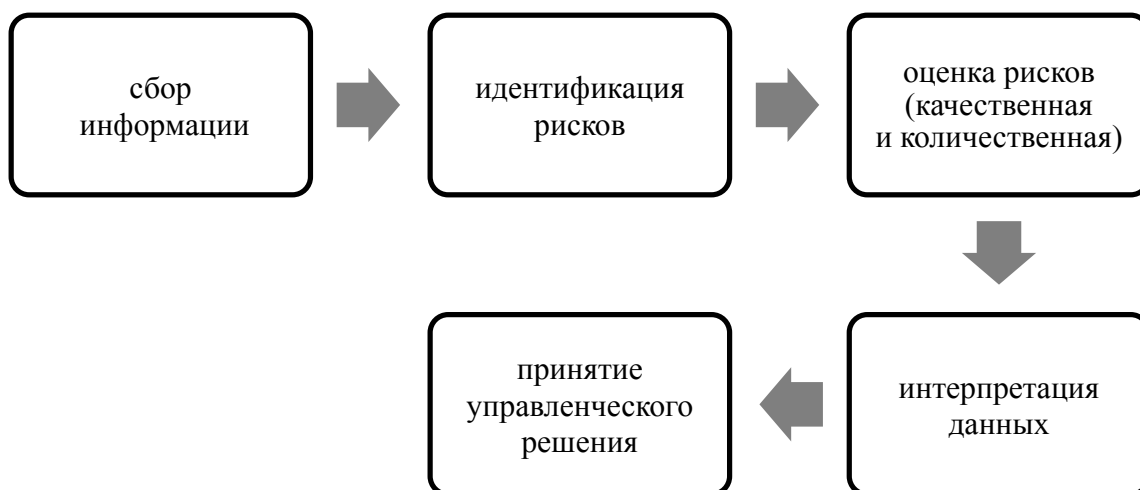 сбор
информации
идентификация
рисков
оценка рисков
(качественная
и количественная)
интерпретация
данных
принятие
управленческого
решения